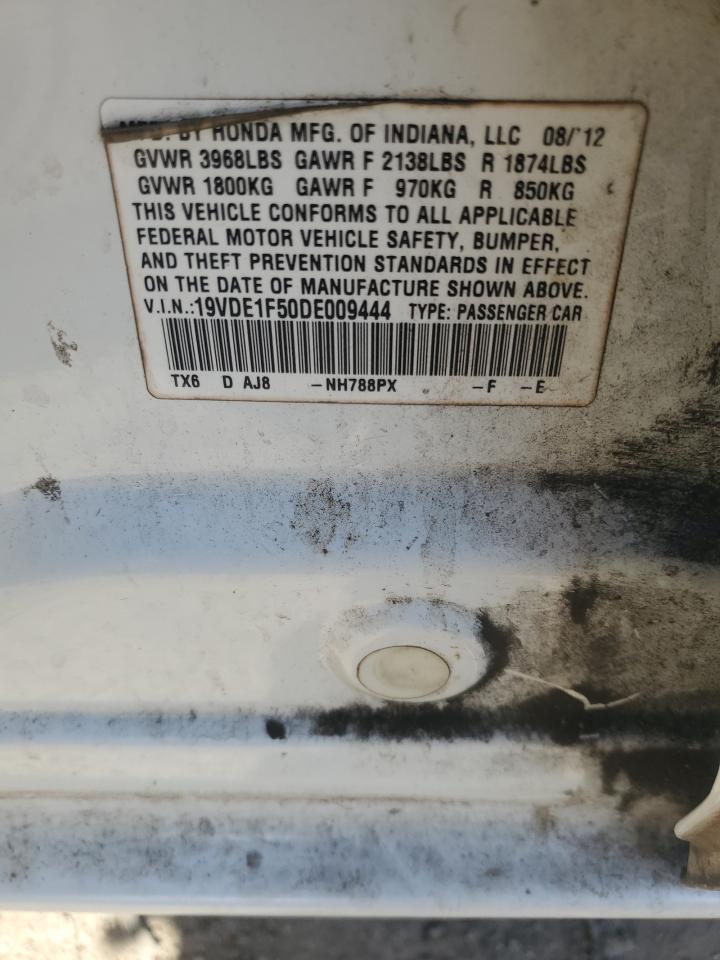 BY HONDA MFG. OF INDIANA, LLC 08/12
GVWR 3968LBS GAWR F 2138LBS R 1874LBS
GVWR 1800KG GAWR F 970KG R 850KG
THIS VEHICLE CONFORMS TO ALL APPLICABLE
FEDERAL MOTOR VEHICLE SAFETY, BUMPER,
AND THEFT PREVENTION STANDARDS IN EFFECT
ON THE DATE OF MANUFACTURE SHOWN ABOVE.
V.I.N.:19VDE1F50DE009444 TYPE: PASSENGER CAR
TX6 D AJ8 -NH788PX -F -E